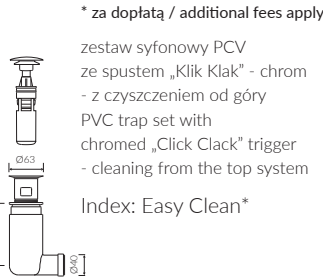 * za dopłatą / additional fees apply
zestaw syfonowy PCV
ze spustem „Klik Klak” - chrom
- z czyszczeniem od góry
PVC trap set with
chromed „Click Clack” trigger
- cleaning from the top system
Ø63
Index: Easy Clean*
Ø40